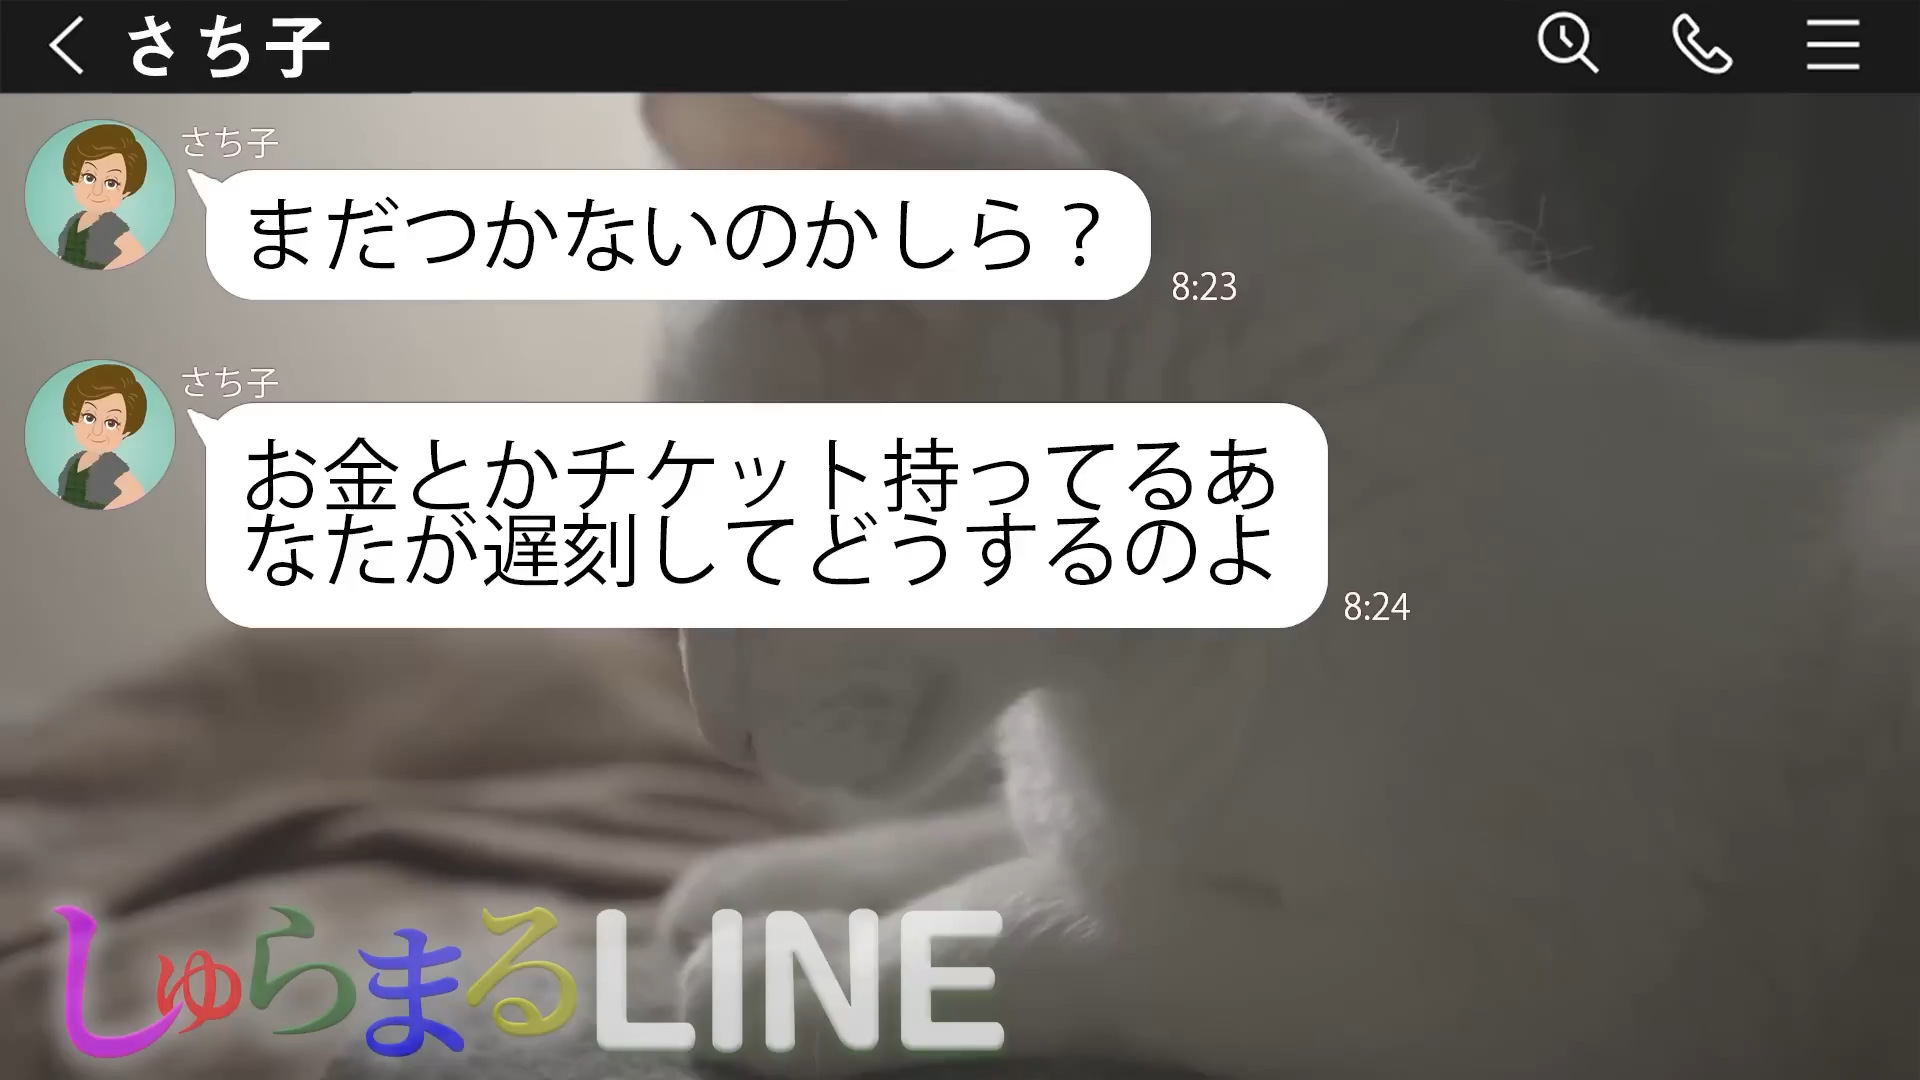 さち子
さち子
まだつかないのかしら？
8:23
さち子
お金とかチケット持ってるあ
なたが遅刻してどうするのよ
8:24
しゅらまるLINE